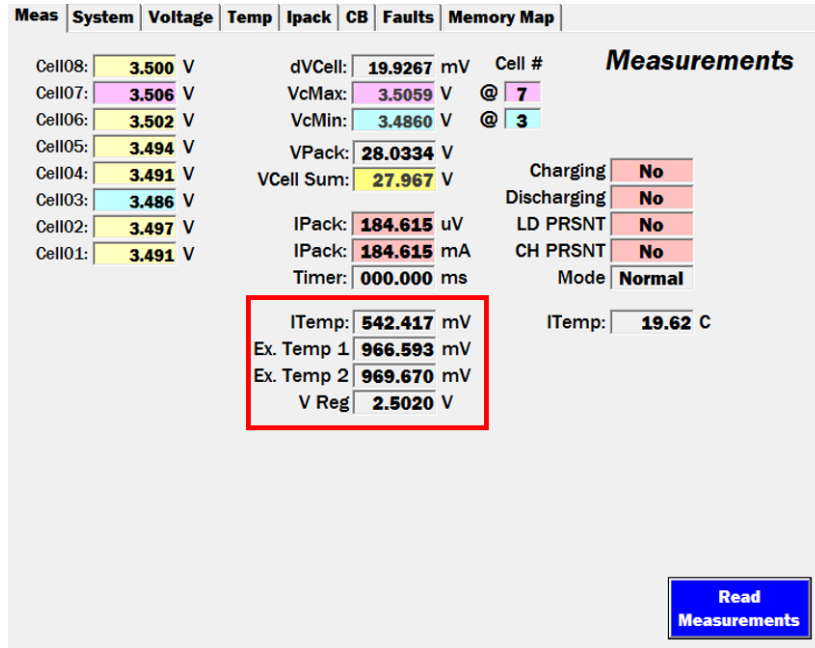 Meas System Voltage Temp Ipack CB Faults Memory Map
Measurements
Cell08: 3.500 V
Cell07: 3.506 V
Cell06: 3.502 V
Cell05: 3.494 V
Cell04: 3.491 V
Cell03: 3.486 V
Cell02: 3.497 V
Cell01: 3.491 V
dVCell: 19.9267 mV Cell #
VcMax: 3.5059 V @ 7
VcMin: 3.4860 V @ 3
VPack: 28.0334 V
VCell Sum: 27.967 V
IPack: 184.615 uV
IPack: 184.615 mA
Timer: 000.000 ms
Charging No
Discharging No
LD PRSNT No
CH PRSNT No
Mode Normal
ITemp: 542.417 mV
Ex. Temp 1 966.593 mV
Ex. Temp 2 969.670 mV
V Reg 2.5020 V
ITemp: 19.62 C
Read
Measurements